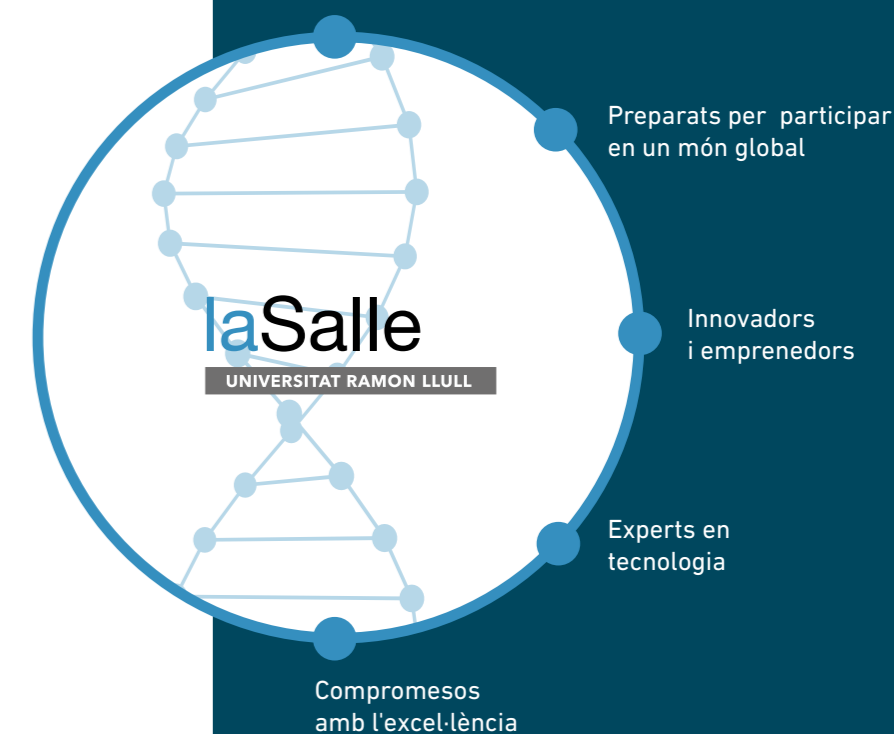 Preparats per participar
en un món global
Innovadors
i emprenedors
laSalle
UNIVERSITAT RAMON LLULL
Experts en
tecnologia
Compromesos
amb l'excel·lència